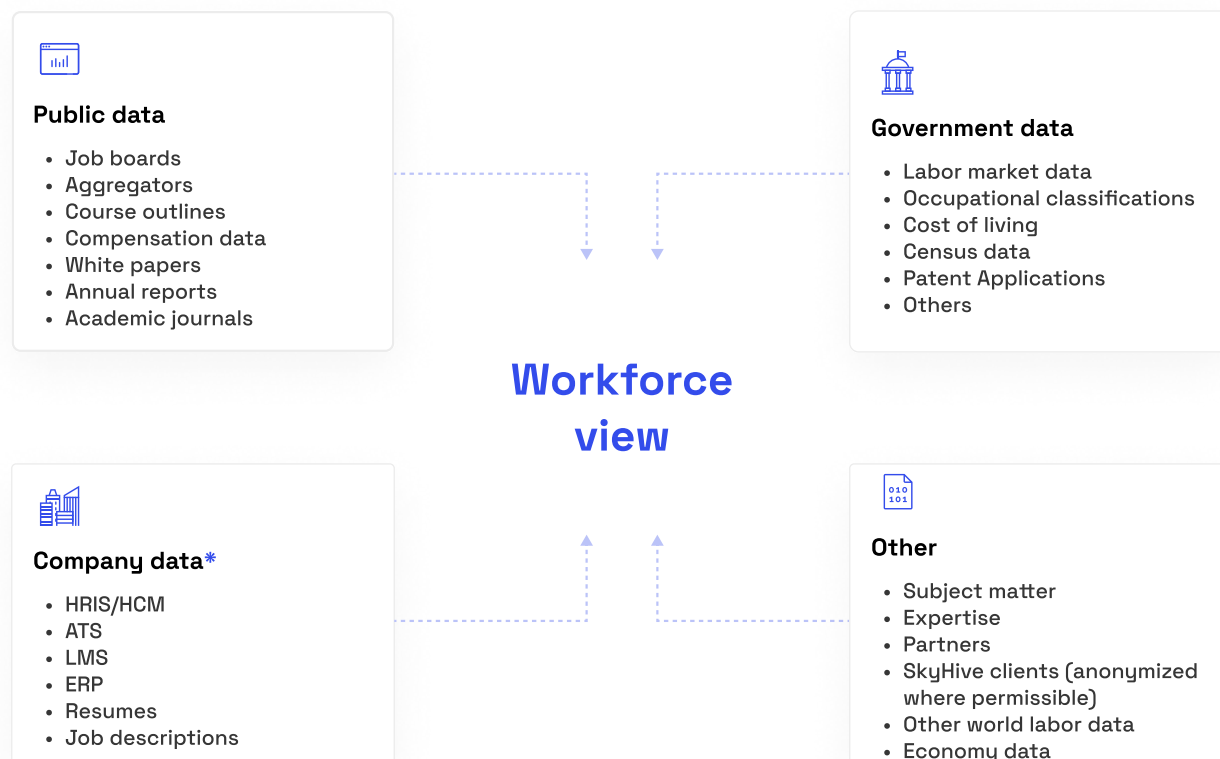 Public data
• Job boards
• Aggregators
• Course outlines
• Compensation data
• White papers
• Annual reports
• Academic journals
Government data
• Labor market data
• Occupational classifications
• Cost of living
• Census data
• Patent Applications
• Others
Workforce
view
Company data*
• HRIS/HCM
• ATS
• LMS
• ERP
• Resumes
• Job descriptions
010
101
Other
• Subject matter
• Expertise
• Partners
• SkyHive clients (anonymized
where permissible)
• Other world labor data
• Economy data